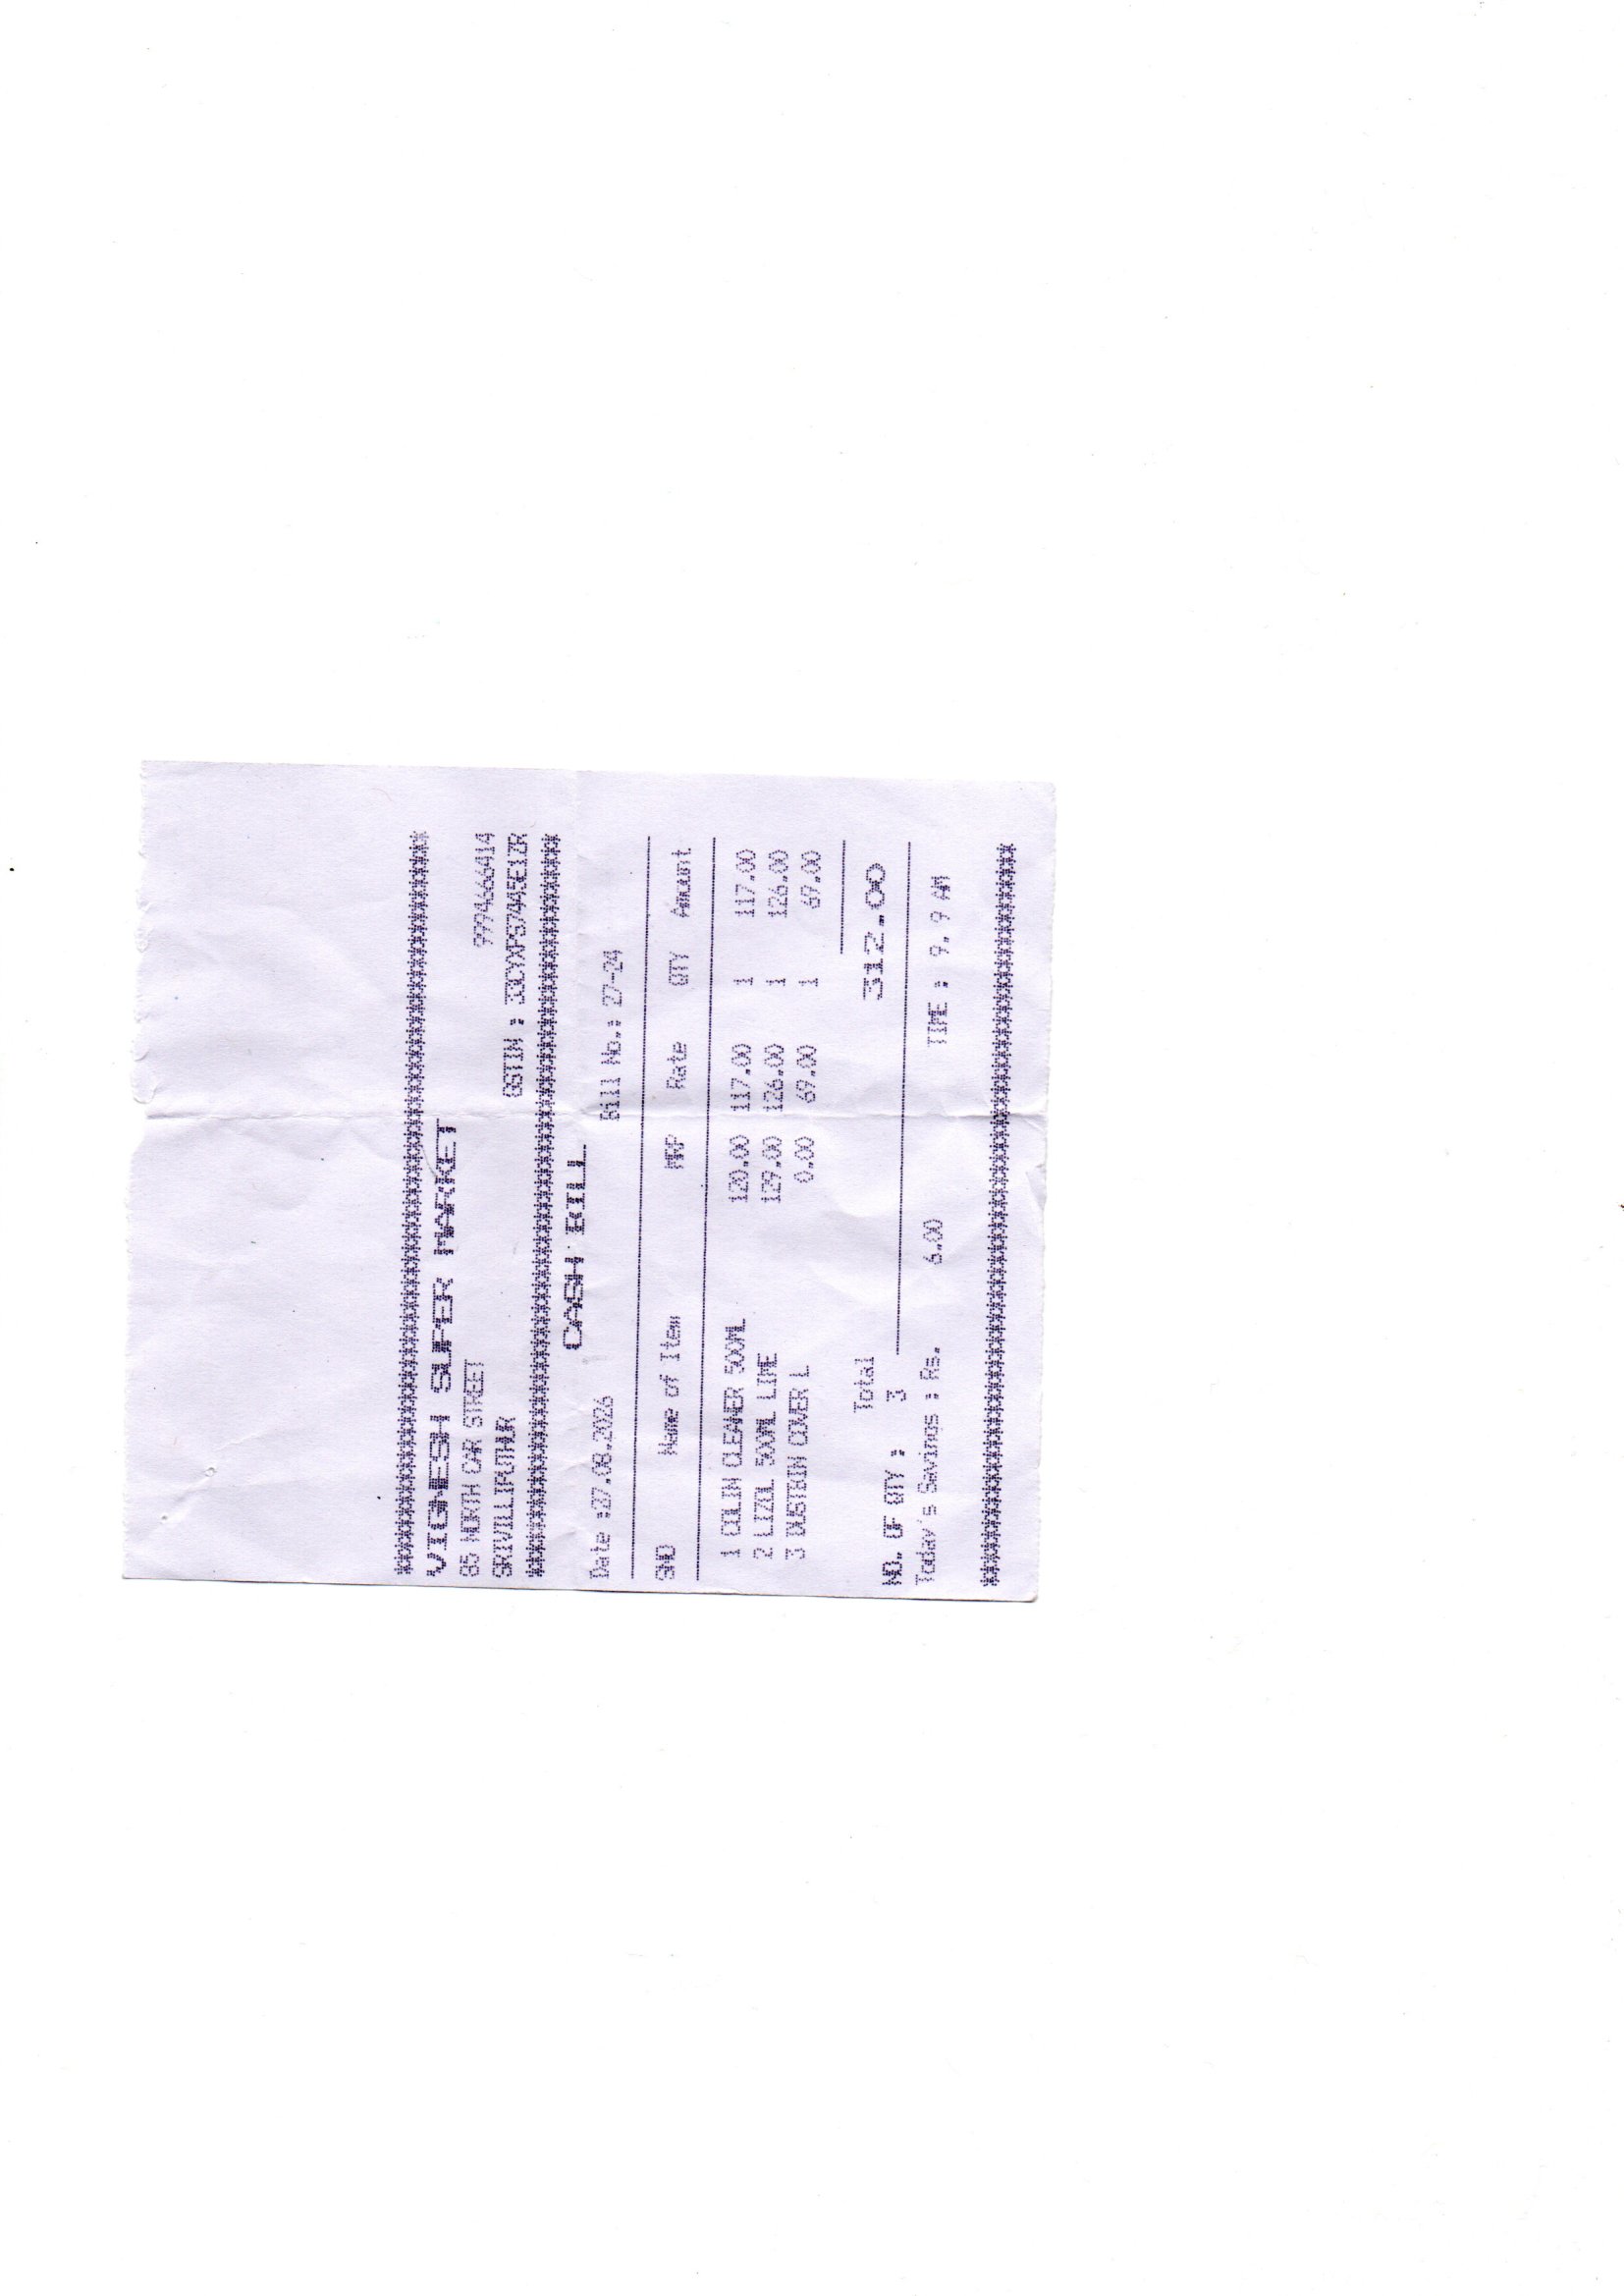 ************************************************
VIGNESH SUPER MARKET
85 NORTH CAR STREET 9994666414
SRIVILLIPUTHUR GSTIN : 33CYXPS7445E1ZR
************************************************
CASH BILL
Date :27.08.2026 Bill No.: 27-24
SNO Name of Item MRP Rate QTY Amount
1 COLIN CLEANER 500ML 120.00 117.00 1 117.00
2 LIZOL 500ML LIME 129.00 126.00 1 126.00
3 DUSTBIN COVER L 0.00 69.00 1 69.00
Total 312.00
NO. OF QTY : 3
Today's Savings : Rs. 6.00 TIME : 9. 9 AM
************************************************